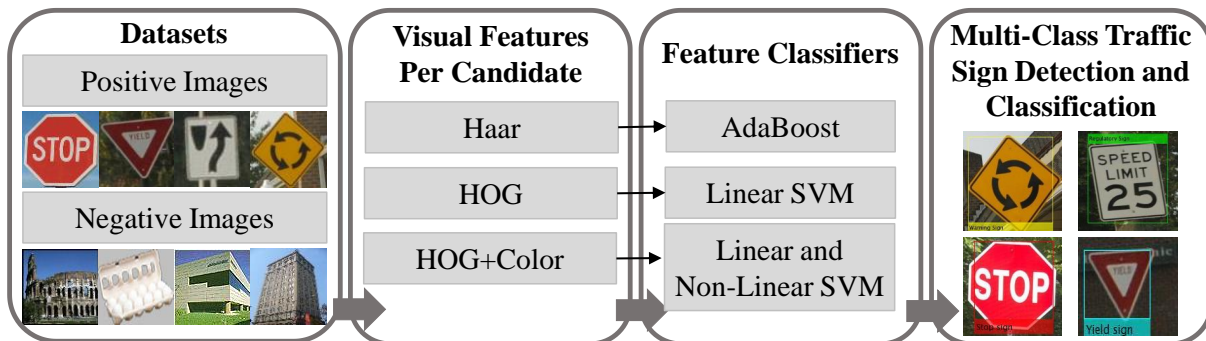 Datasets
Positive Images
STOP
YIELD
Negative Images
Visual Features
Per Candidate
Haar
HOG
HOG+Color
Feature Classifiers
AdaBoost
Linear SVM
Linear and
Non-Linear SVM
Multi-Class Traffic
Sign Detection and
Classification
Warning sign
Regulatory Sign
SPEED
LIMIT
25
STOP
Stop sign
YIELD
Yield sign